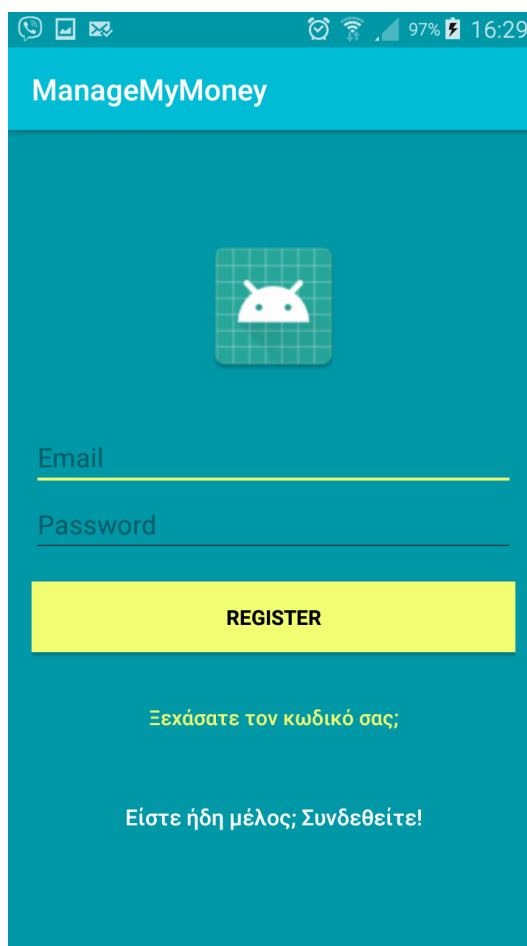 97% 16:29
ManageMyMoney
Email
Password
REGISTER
Ξεχάσατε τον κωδικό σας;
Είστε ήδη μέλος; Συνδεθείτε!